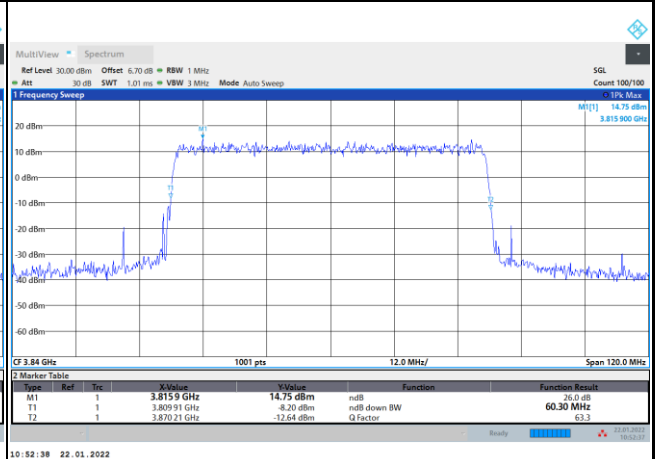 MultiView Spectrum
Ref Level 30.00 dBm Offset 6.70 dB RBW 1 MHz SGL
Att 30 dB SWT 1.01 ms VBW 3 MHz Mode Auto Sweep Count 100/100
1 Frequency Sweep 1Pk Max
M1[1] 14.75 dBm
3.815 900 GHz
M1
20 dBm
10 dBm
0 dBm
T1
T2
-10 dBm
-20 dBm
-30 dBm
-40 dBm
-50 dBm
-60 dBm
CF 3.84 GHz 1001 pts 12.0 MHz/ Span 120.0 MHz
2 Marker Table
Type Ref Trc X-Value Y-Value Function Function Result
M1 1 3.815 9 GHz 14.75 dBm ndB 26.0 dB
T1 1 3.809 91 GHz -8.20 dBm ndB down BW 60.30 MHz
T2 1 3.870 21 GHz -12.64 dBm Q Factor 63.3
Ready 22.01.2022
10:52:37
10:52:38 22.01.2022